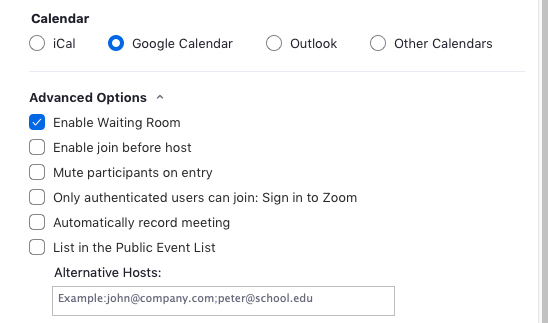 Calendar
iCal Google Calendar Outlook Other Calendars
Advanced Options
Enable Waiting Room
Enable join before host
Mute participants on entry
Only authenticated users can join: Sign in to Zoom
Automatically record meeting
List in the Public Event List
Alternative Hosts:
Example:john@company.com;peter@school.edu